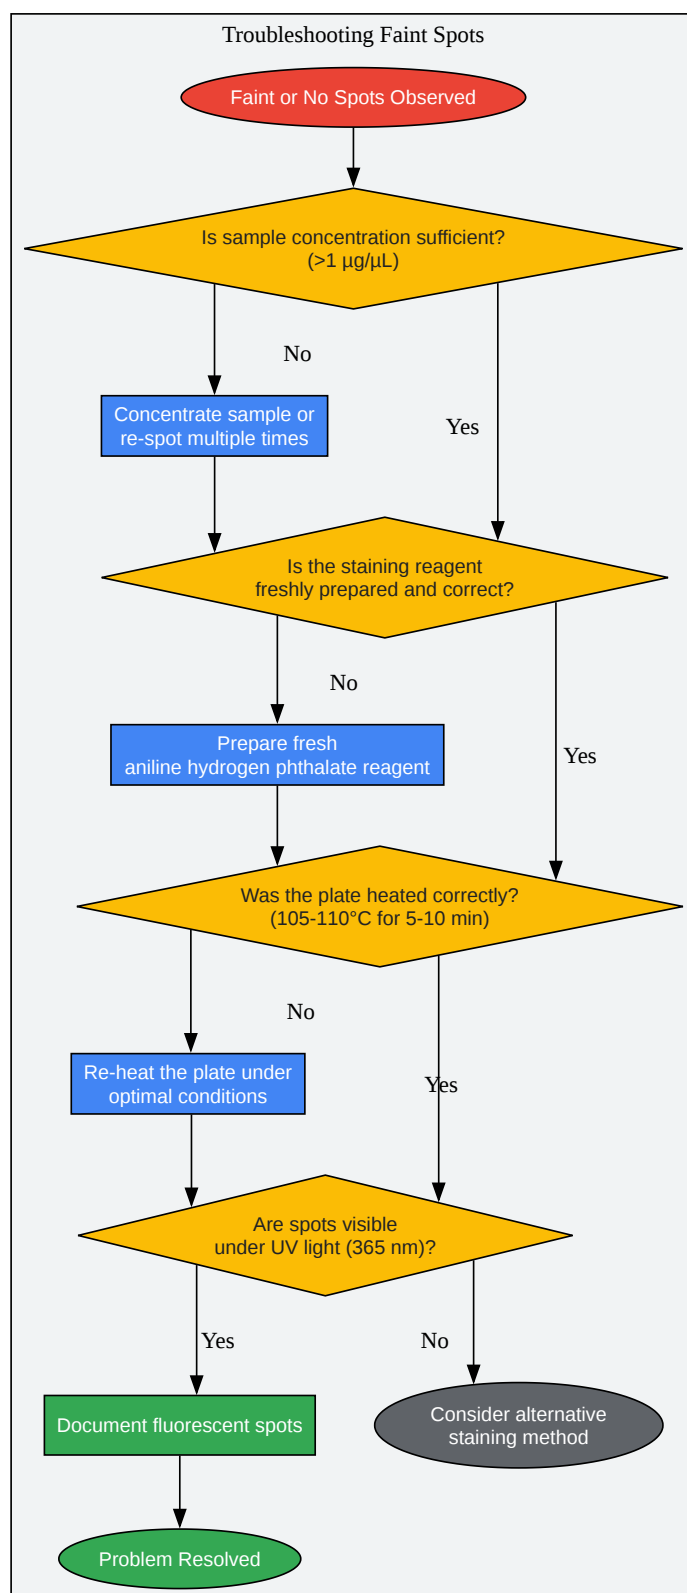 Troubleshooting Faint Spots
Faint or No Spots Observed
Is sample concentration sufficient?
(>1 µg/µL)
No
Concentrate sample or
re-spot multiple times
Yes
Is the staining reagent
freshly prepared and correct?
No
Prepare fresh
aniline hydrogen phthalate reagent
Yes
Was the plate heated correctly?
(105-110°C for 5-10 min)
No
Re-heat the plate under
optimal conditions
Yes
Are spots visible
under UV light (365 nm)?
Yes
No
Document fluorescent spots
Consider alternative
staining method
Problem Resolved